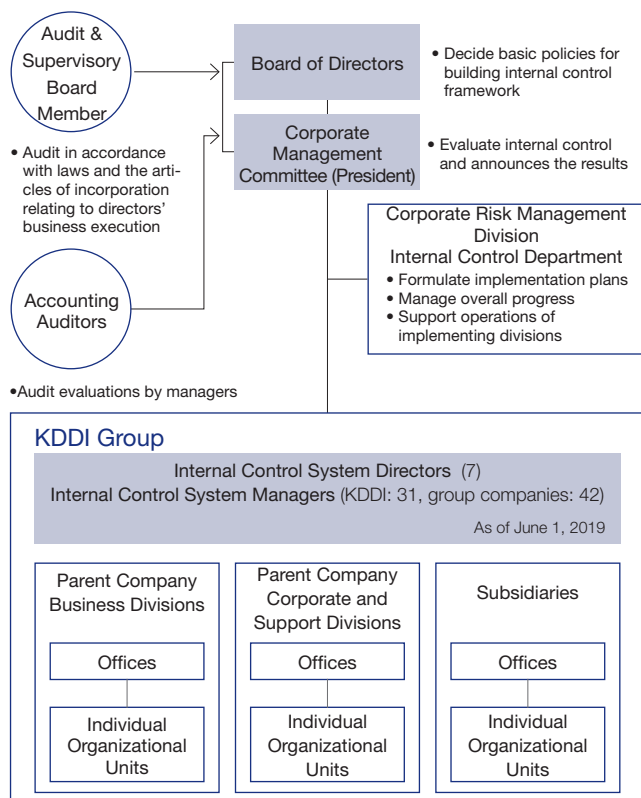 Audit &
Supervisory
Board
Member
• Audit in accordance
with laws and the arti-
cles of incorporation
relating to directors'
business execution
Accounting
Auditors
•Audit evaluations by managers
Board of Directors
• Decide basic policies for
building internal control
framework
Corporate
Management
Committee (President)
• Evaluate internal control
and announces the results
Corporate Risk Management
Division
Internal Control Department
• Formulate implementation plans
• Manage overall progress
• Support operations of
implementing divisions
KDDI Group
Internal Control System Directors (7)
Internal Control System Managers (KDDI: 31, group companies: 42)
As of June 1, 2019
Parent Company
Business Divisions
Offices
Individual
Organizational
Units
Parent Company
Corporate and
Support Divisions
Offices
Individual
Organizational
Units
Subsidiaries
Offices
Individual
Organizational
Units